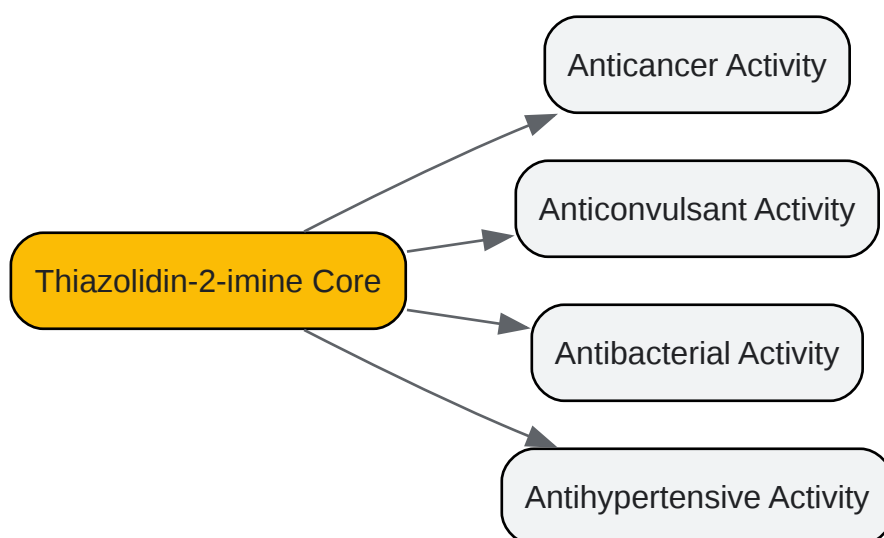 Anticancer Activity
Anticonvulsant Activity
Thiazolidin-2-imine Core
Antibacterial Activity
Antihypertensive Activity